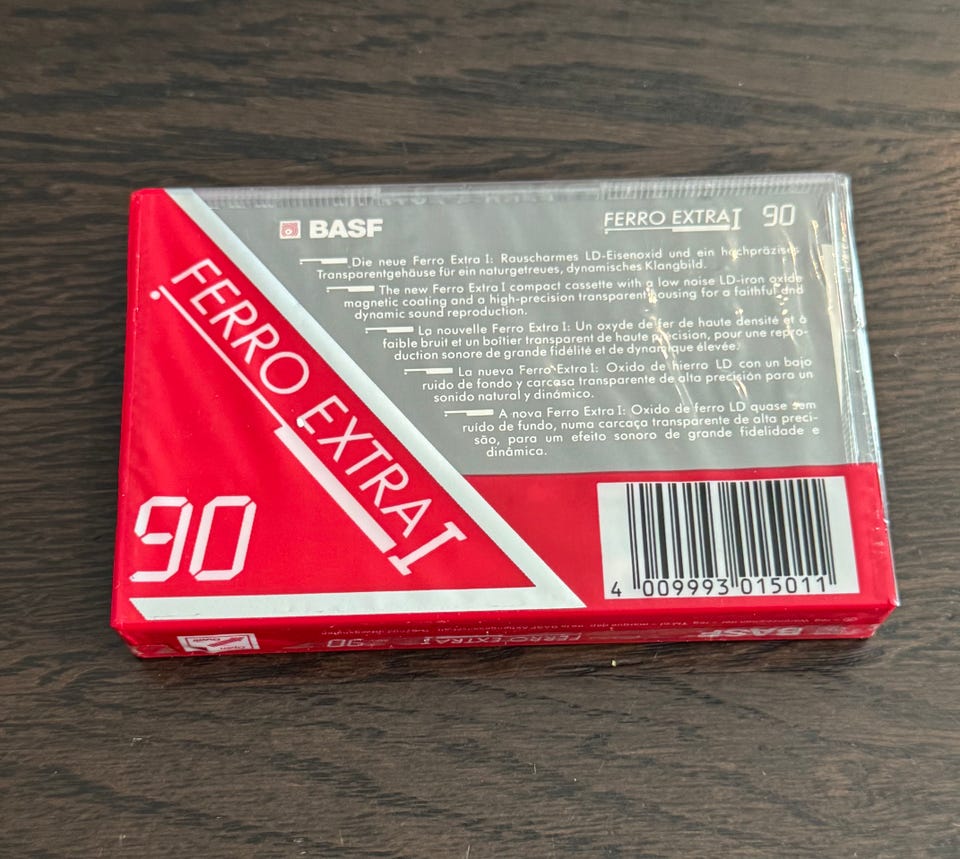 BASF
FERRO EXTRA I 90
Die neue Ferro Extra I: Rauscharmes LD-Eisenoxid und ein hochpräzises
Transparentgehäuse für ein naturgetreues, dynamisches Klangbild.
The new Ferro Extra I compact cassette with a low noise LD-iron oxide
magnetic coating and a high-precision transparent housing for a faithful and
dynamic sound reproduction.
La nouvelle Ferro Extra I: Un oxyde de fer de haute densité et à
faible bruit et un boîtier transparent de haute précision, pour une repro-
duction sonore de grande fidélité et de dynamique élevée.
La nueva Ferro Extra I: Oxido de hierro LD con un bajo
ruido de fondo y carcasa transparente de alta precisión para un
sonido natural y dinámico.
A nova Ferro Extra I: Oxido de ferro LD quase sem
ruído de fundo, numa carcaça transparente de alta preci-
são, para um efeito sonoro de grande fidelidade e
dinâmica.
FERRO EXTRA I
90
4 009993 015011
Open
FERRO EXTRA I 90
BASF